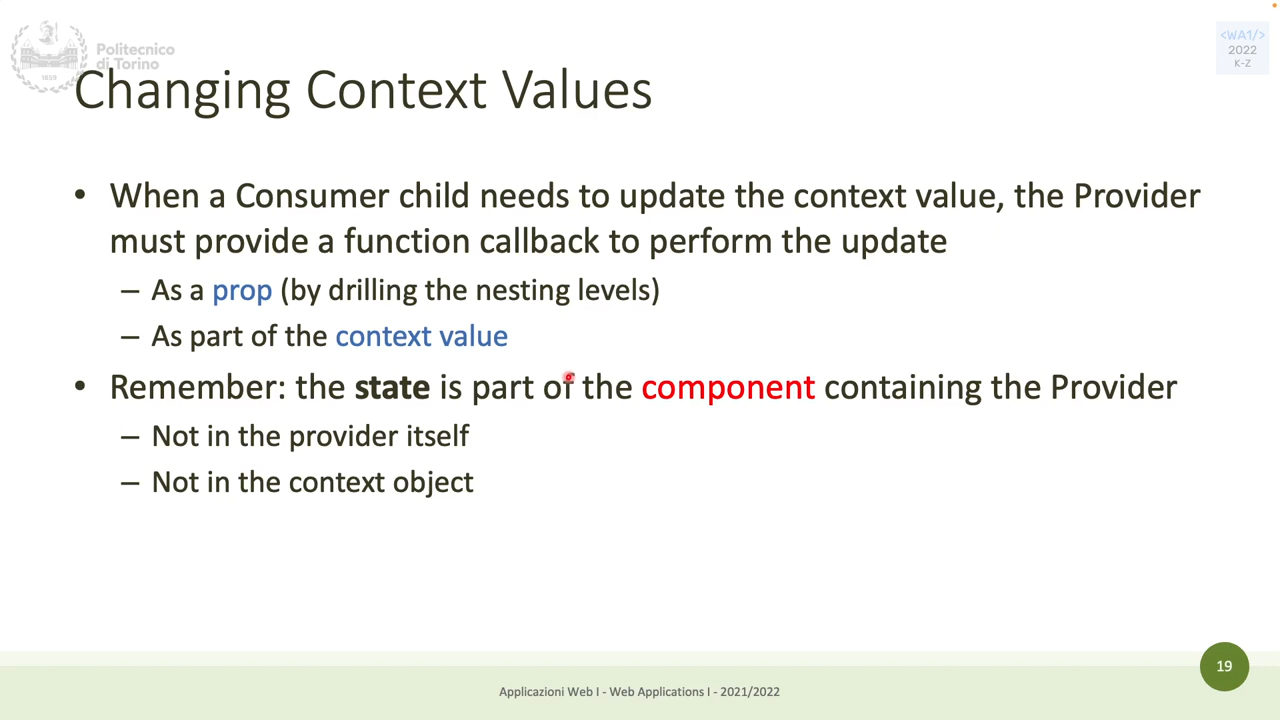 Politecnico
di Torino
1859
<WA1/>
2022
K-Z
Changing Context Values
• When a Consumer child needs to update the context value, the Provider
must provide a function callback to perform the update
– As a prop (by drilling the nesting levels)
– As part of the context value
• Remember: the state is part of the component containing the Provider
– Not in the provider itself
– Not in the context object
19
Applicazioni Web I - Web Applications I - 2021/2022